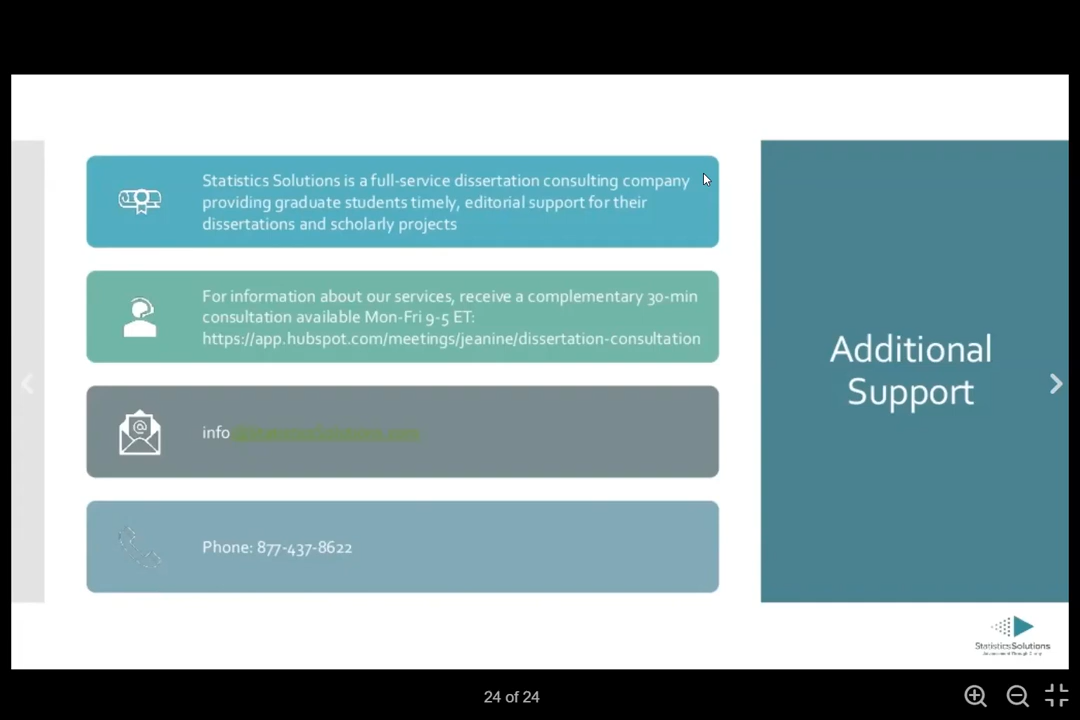 Statistics Solutions is a full-service dissertation consulting company
providing graduate students timely, editorial support for their
dissertations and scholarly projects
For information about our services, receive a complementary 30-min
consultation available Mon-Fri 9-5 ET:
https://app.hubspot.com/meetings/jeanine/dissertation-consultation
info
Phone: 877-437-8622
Additional
Support
StatisticsSolutions
24 of 24